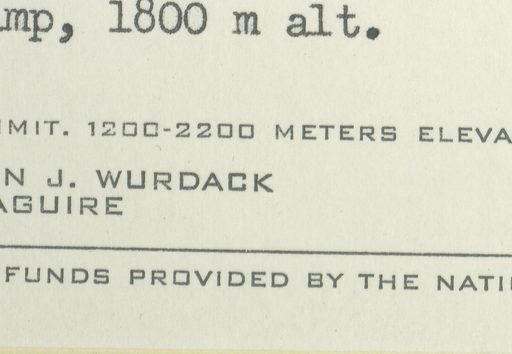 mp, 1800 m alt.
MIT. 1200-2200 METERS ELEVA
N J. WURDACK
AGUIRE
FUNDS PROVIDED BY THE NATI